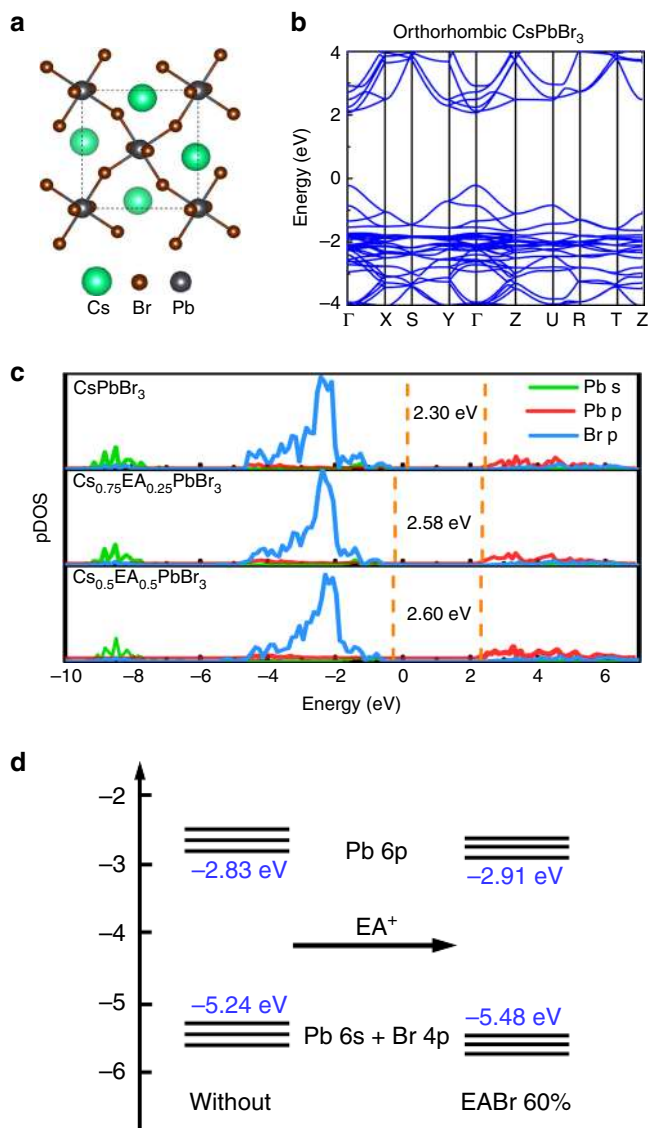 a
Cs Br Pb
b
Orthorhombic CsPbBr₃
Energy (eV)
4
2
0
−2
−4
Γ X S Y Γ Z U R T Z
c
CsPbBr₃
2.30 eV
Pb s
Pb p
Br p
pDOS
Cs₀.₇₅EA₀.₂₅PbBr₃
2.58 eV
Cs₀.₅EA₀.₅PbBr₃
2.60 eV
−10 −8 −6 −4 −2 0 2 4 6
Energy (eV)
d
−2
−3
−4
−5
−6
Pb 6p
−2.83 eV
−2.91 eV
EA⁺
−5.24 eV
−5.48 eV
Pb 6s + Br 4p
Without
EABr 60%